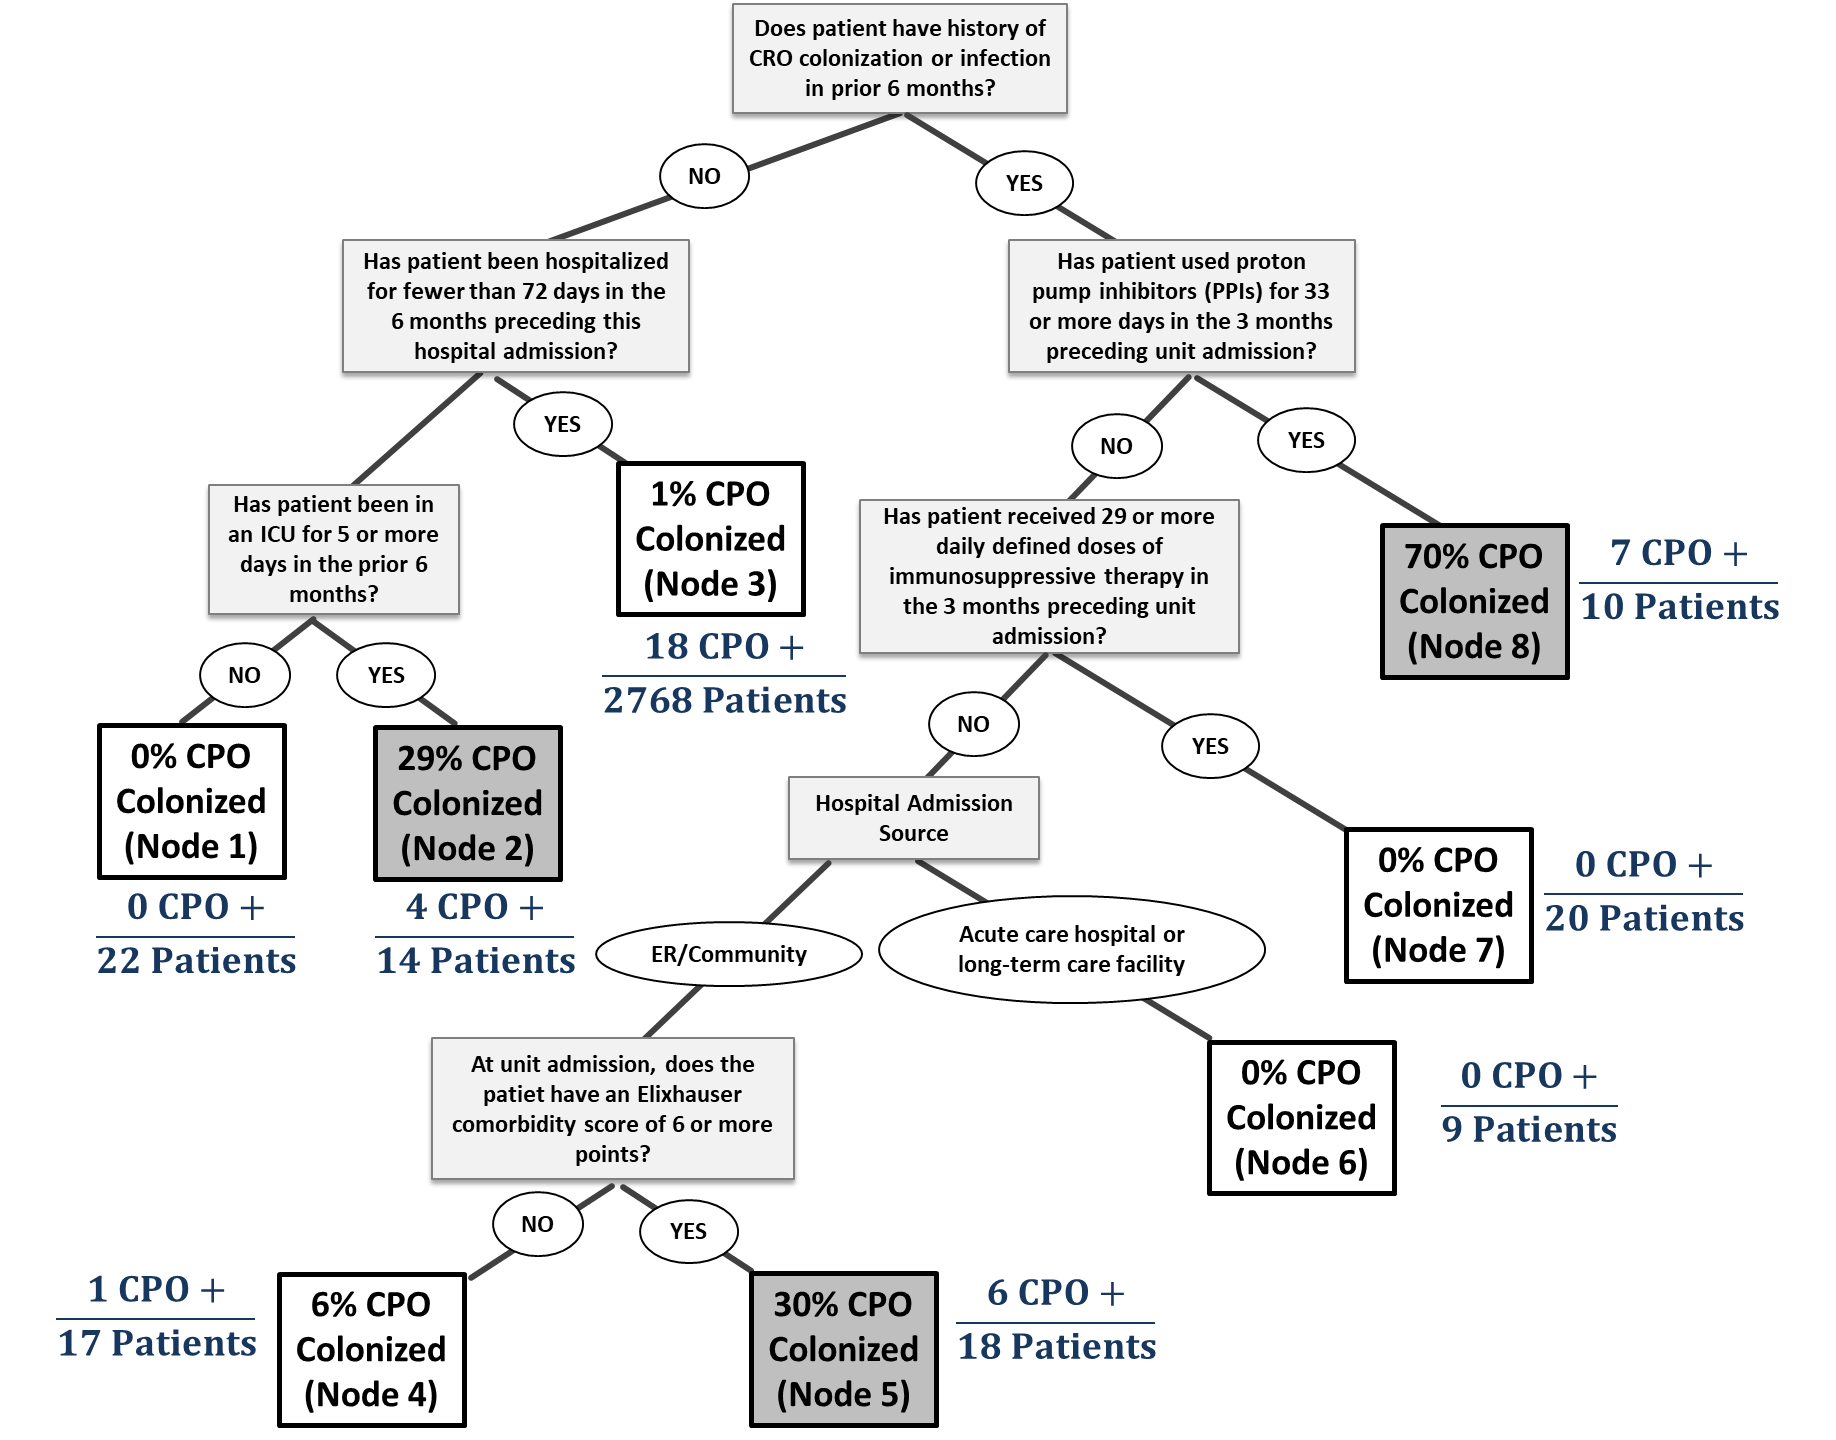 Does patient have history of
CRO colonization or infection
in prior 6 months?
NO
YES
Has patient been hospitalized
for fewer than 72 days in the
6 months preceding this
hospital admission?
Has patient used proton
pump inhibitors (PPIs) for 33
or more days in the 3 months
preceding unit admission?
YES
NO
YES
Has patient been in
an ICU for 5 or more
days in the prior 6
months?
1% CPO
Colonized
(Node 3)
18 CPO +
2768 Patients
Has patient received 29 or more
daily defined doses of
immunosuppressive therapy in
the 3 months preceding unit
admission?
70% CPO
Colonized
(Node 8)
7 CPO +
10 Patients
NO
YES
NO
YES
0% CPO
Colonized
(Node 1)
0 CPO +
22 Patients
29% CPO
Colonized
(Node 2)
4 CPO +
14 Patients
Hospital Admission
Source
0% CPO
Colonized
(Node 7)
0 CPO +
20 Patients
ER/Community
Acute care hospital or
long-term care facility
At unit admission, does the
patiet have an Elixhauser
comorbidity score of 6 or more
points?
0% CPO
Colonized
(Node 6)
0 CPO +
9 Patients
NO
YES
1 CPO +
17 Patients
6% CPO
Colonized
(Node 4)
30% CPO
Colonized
(Node 5)
6 CPO +
18 Patients